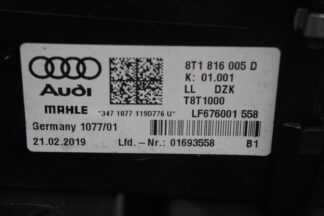 8T1 816 005 D
K: 01.001
LL DZK
Audi
T8T1000
MAHLE
*347 1077 119D776 U*
LF676001 558
Germany 1077/01
21.02.2019
Lfd.-Nr.: 01693558
B1